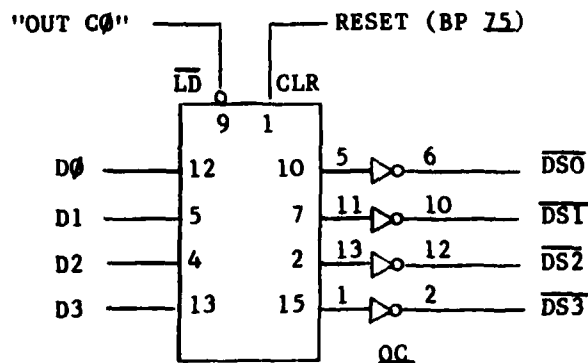 "OUT CØ" RESET (BP 75)
LD CLR
9 1
DØ 12 10 5 6 DS0
D1 5 7 11 10 DS1
D2 4 2 13 12 DS2
D3 13 15 1 2 DS3
OC